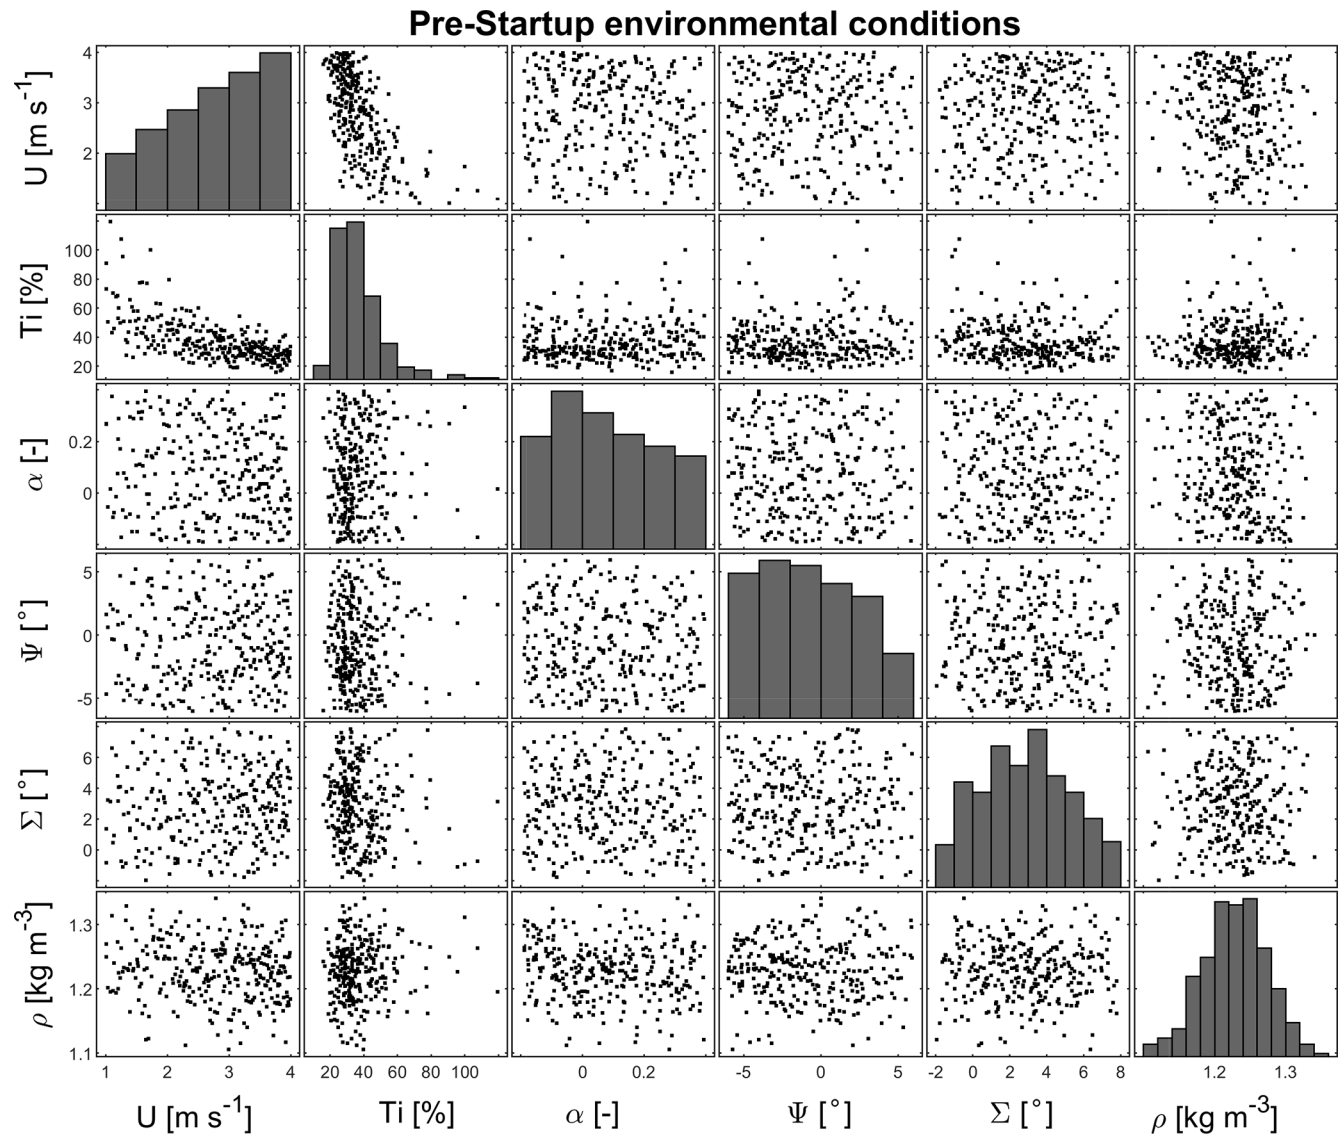 Pre-Startup environmental conditions
U [m s⁻¹]
4
3
2
Ti [%]
100
80
60
40
20
α [-]
0.2
0
Ψ [°]
5
0
-5
Σ [°]
6
4
2
0
ρ [kg m⁻³]
1.3
1.2
1.1
1 2 3 4
20 40 60 80 100
0 0.2
-5 0 5
-2 0 2 4 6 8
1.2 1.3
U [m s⁻¹]
Ti [%]
α [-]
Ψ [°]
Σ [°]
ρ [kg m⁻³]